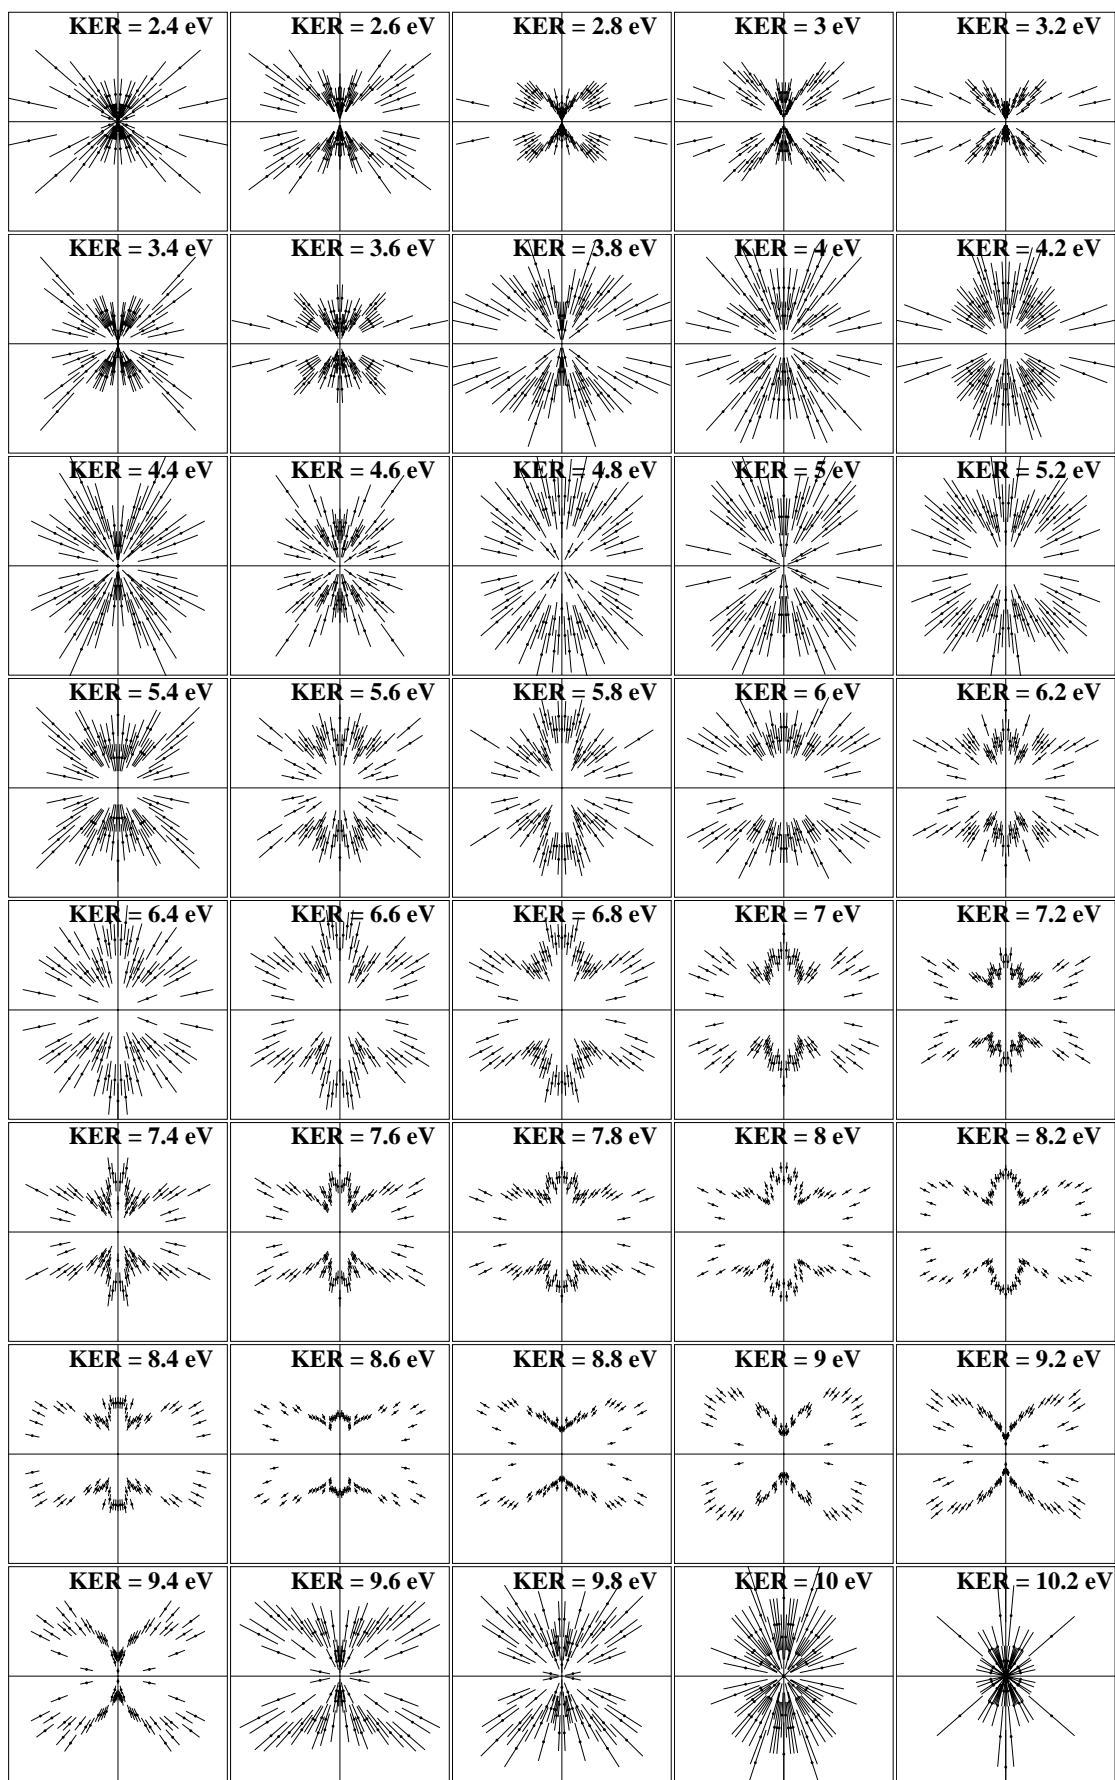 KER = 2.4 eV KER = 2.6 eV KER = 2.8 eV KER = 3 eV KER = 3.2 eV
KER = 3.4 eV KER = 3.6 eV KER = 3.8 eV KER = 4 eV KER = 4.2 eV
KER = 4.4 eV KER = 4.6 eV KER = 4.8 eV KER = 5 eV KER = 5.2 eV
KER = 5.4 eV KER = 5.6 eV KER = 5.8 eV KER = 6 eV KER = 6.2 eV
KER = 6.4 eV KER = 6.6 eV KER = 6.8 eV KER = 7 eV KER = 7.2 eV
KER = 7.4 eV KER = 7.6 eV KER = 7.8 eV KER = 8 eV KER = 8.2 eV
KER = 8.4 eV KER = 8.6 eV KER = 8.8 eV KER = 9 eV KER = 9.2 eV
KER = 9.4 eV KER = 9.6 eV KER = 9.8 eV KER = 10 eV KER = 10.2 eV